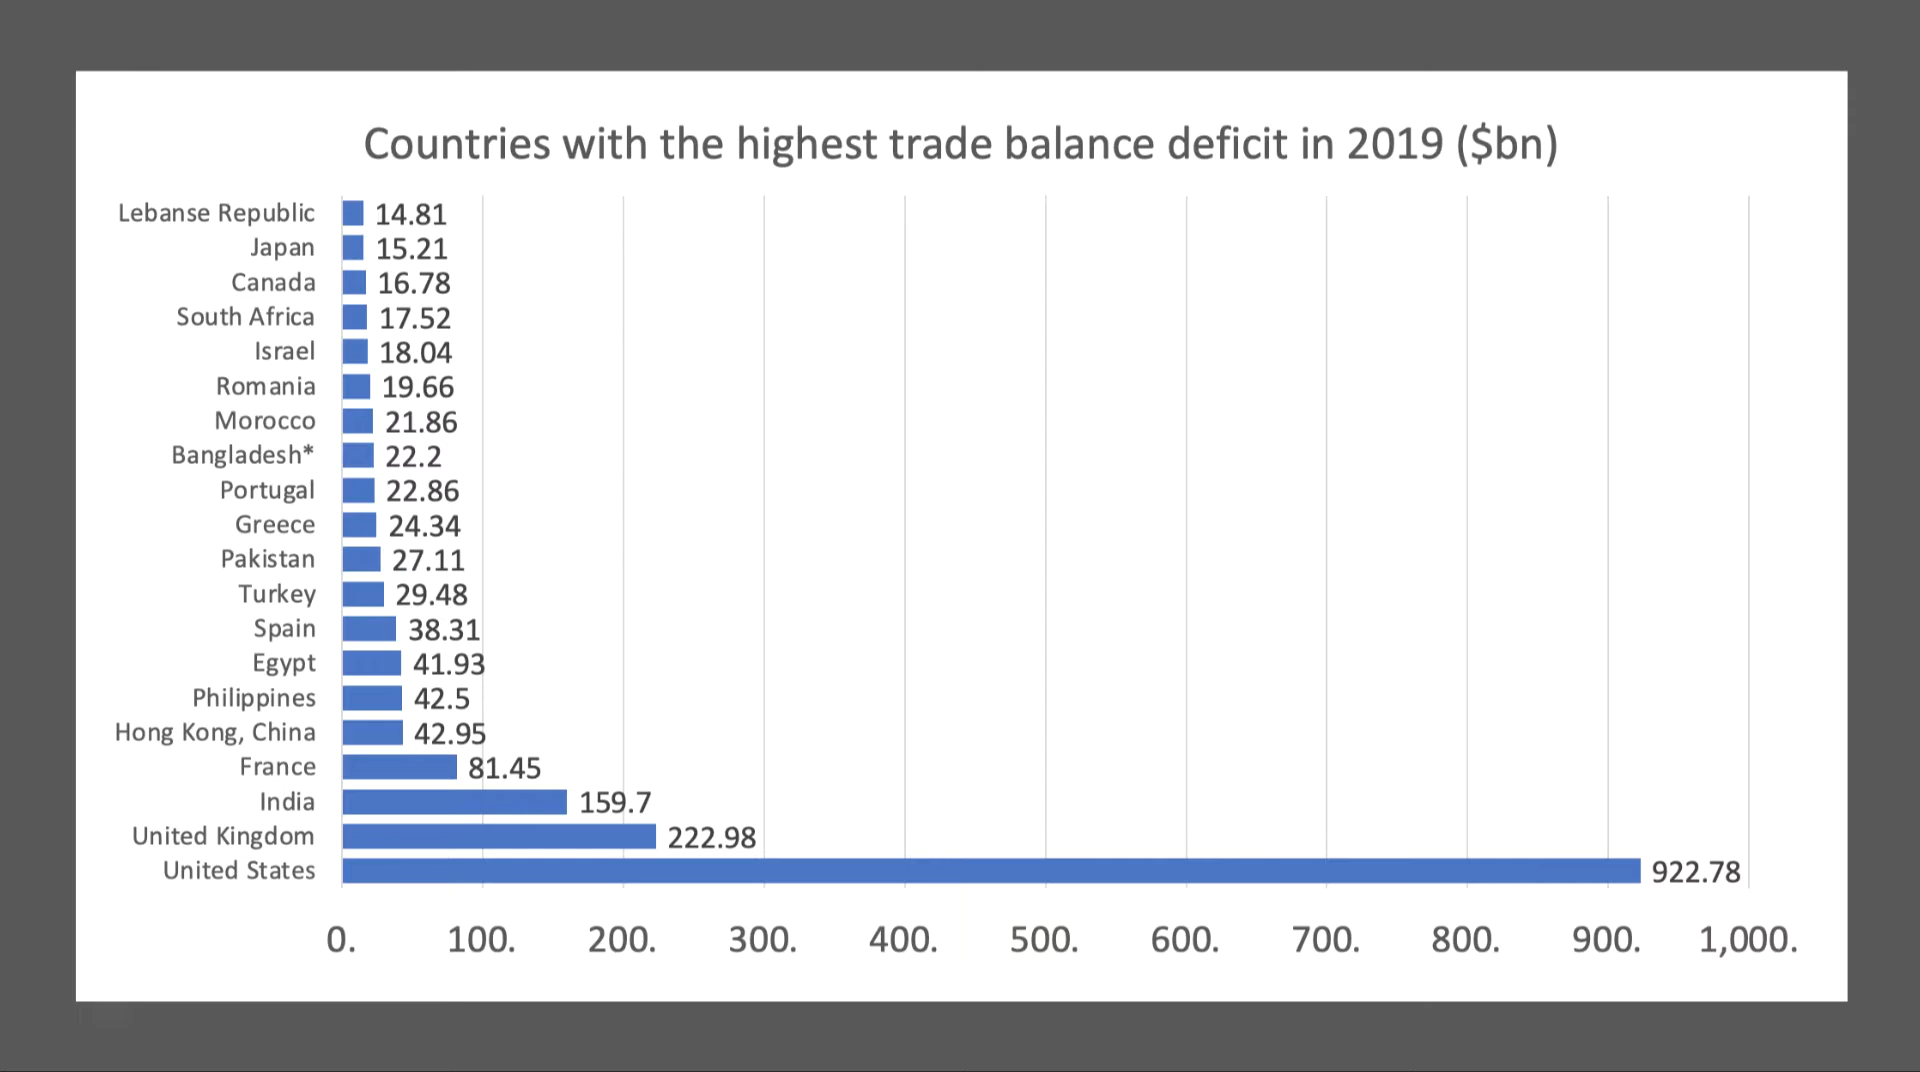 Countries with the highest trade balance deficit in 2019 ($bn)
Lebanse Republic 14.81
Japan 15.21
Canada 16.78
South Africa 17.52
Israel 18.04
Romania 19.66
Morocco 21.86
Bangladesh* 22.2
Portugal 22.86
Greece 24.34
Pakistan 27.11
Turkey 29.48
Spain 38.31
Egypt 41.93
Philippines 42.5
Hong Kong, China 42.95
France 81.45
India 159.7
United Kingdom 222.98
United States 922.78
0. 100. 200. 300. 400. 500. 600. 700. 800. 900. 1,000.